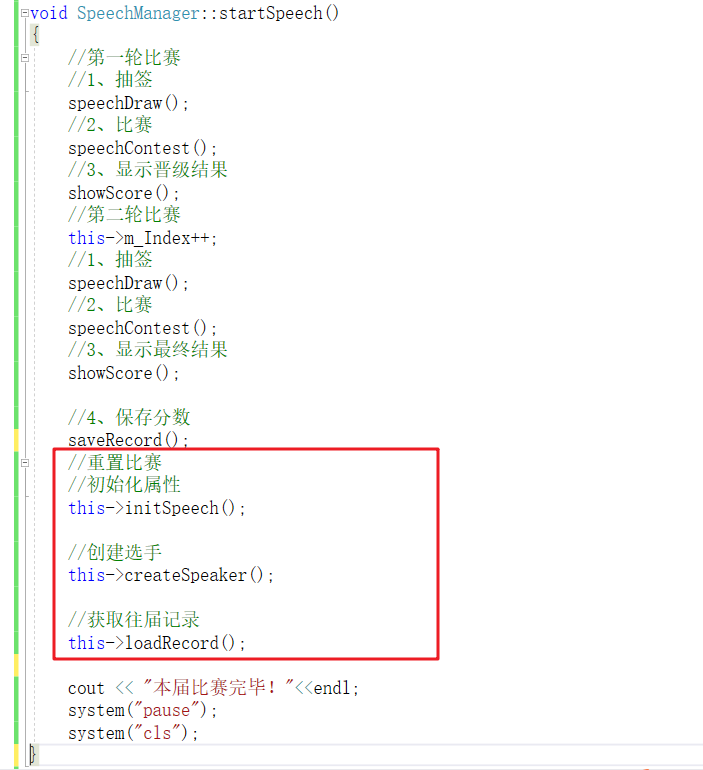 void SpeechManager::startSpeech()
{
//第一轮比赛
//1、抽签
speechDraw();
//2、比赛
speechContest();
//3、显示晋级结果
showScore();
//第二轮比赛
this->m_Index++;
//1、抽签
speechDraw();
//2、比赛
speechContest();
//3、显示最终结果
showScore();
//4、保存分数
saveRecord();
//重置比赛
//初始化属性
this->initSpeech();
//创建选手
this->createSpeaker();
//获取往届记录
this->loadRecord();
cout << "本届比赛完毕！"<<endl;
system("pause");
system("cls");
}